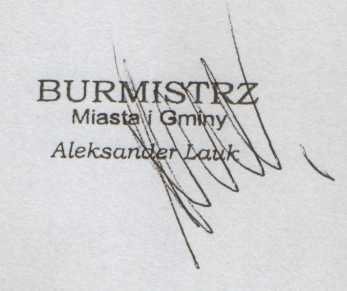 BURMISTRZ
Miasta i Gminy
Aleksander Lauk